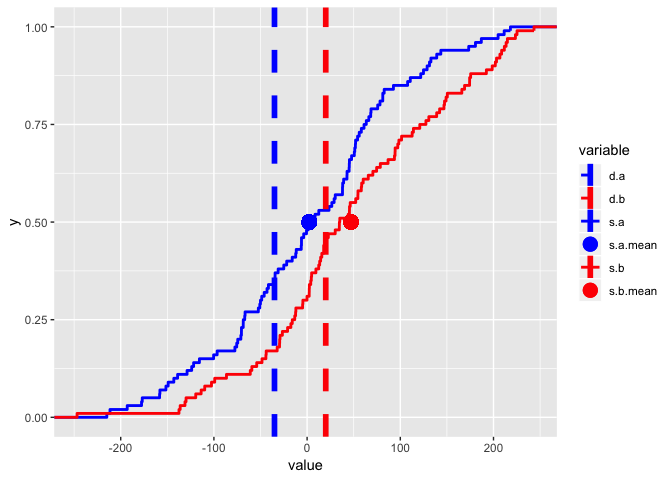 1.00
0.75
0.50
0.25
0.00
y
-200
-100
0
100
200
value
variable
d.a
d.b
s.a
s.a.mean
s.b
s.b.mean